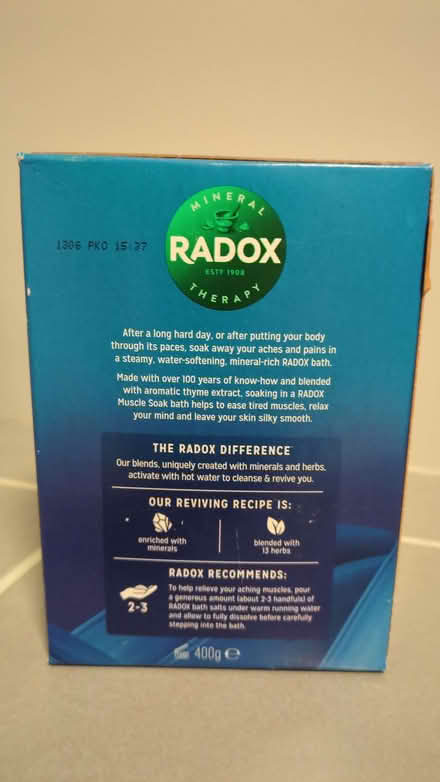 MINERAL
RADOX
ESTD 1908
THERAPY
1306 PKO 15:37
After a long hard day, or after putting your body
through its paces, soak away your aches and pains in
a steamy, water-softening, mineral-rich RADOX bath.
Made with over 100 years of know-how and blended
with aromatic thyme extract, soaking in a RADOX
Muscle Soak bath helps to ease tired muscles, relax
your mind and leave your skin silky smooth.
THE RADOX DIFFERENCE
Our blends, uniquely created with minerals and herbs,
activate with hot water to cleanse & revive you.
OUR REVIVING RECIPE IS:
enriched with
minerals
blended with
13 herbs
RADOX RECOMMENDS:
To help relieve your aching muscles, pour
a generous amount (about 2-3 handfuls) of
RADOX bath salts under warm running water
and allow to fully dissolve before carefully
stepping into the bath.
2-3
400g ℮